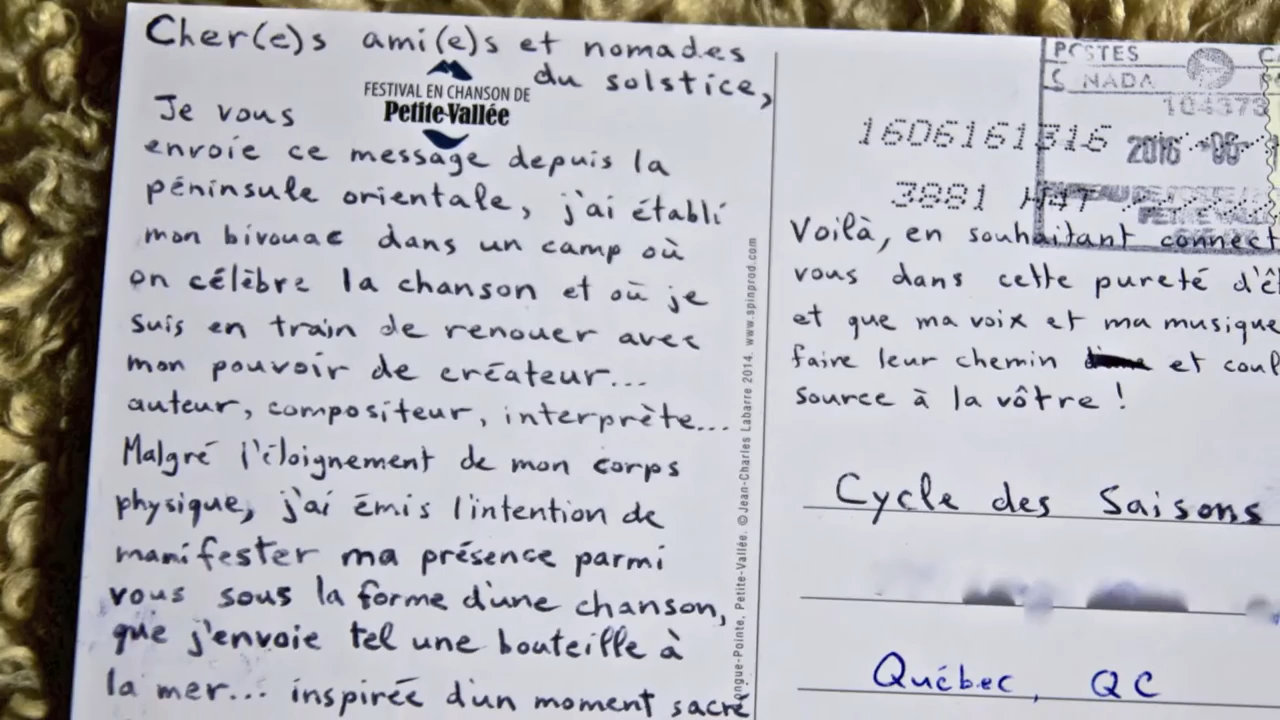 Cher(e)s ami(e)s et nomades
du solstice,
FESTIVAL EN CHANSON DE
Petite-Vallée
Je vous
envoie ce message depuis la
péninsule orientale, j'ai établi
mon bivouac dans un camp où
on célèbre la chanson et où je
suis en train de renouer avec
mon pouvoir de créateur...
auteur, compositeur, interprète...
Malgré l'éloignement de mon corps
physique, j'ai émis l'intention de
manifester ma présence parmi
vous sous la forme d'une chanson,
que j'envoie tel une bouteille à
la mer... inspirée d'un moment sacré
Petite-Vallée. ©Jean-Charles Labarre 2014. www.spinprod.com
POSTES
104373
1606161316
2016
3881 H4T
Voilà, en souhaitant
vous dans cette pureté
et que ma voix et ma musique
faire leur chemin et
source à la vôtre !
Cycle des Saisons
Québec, QC